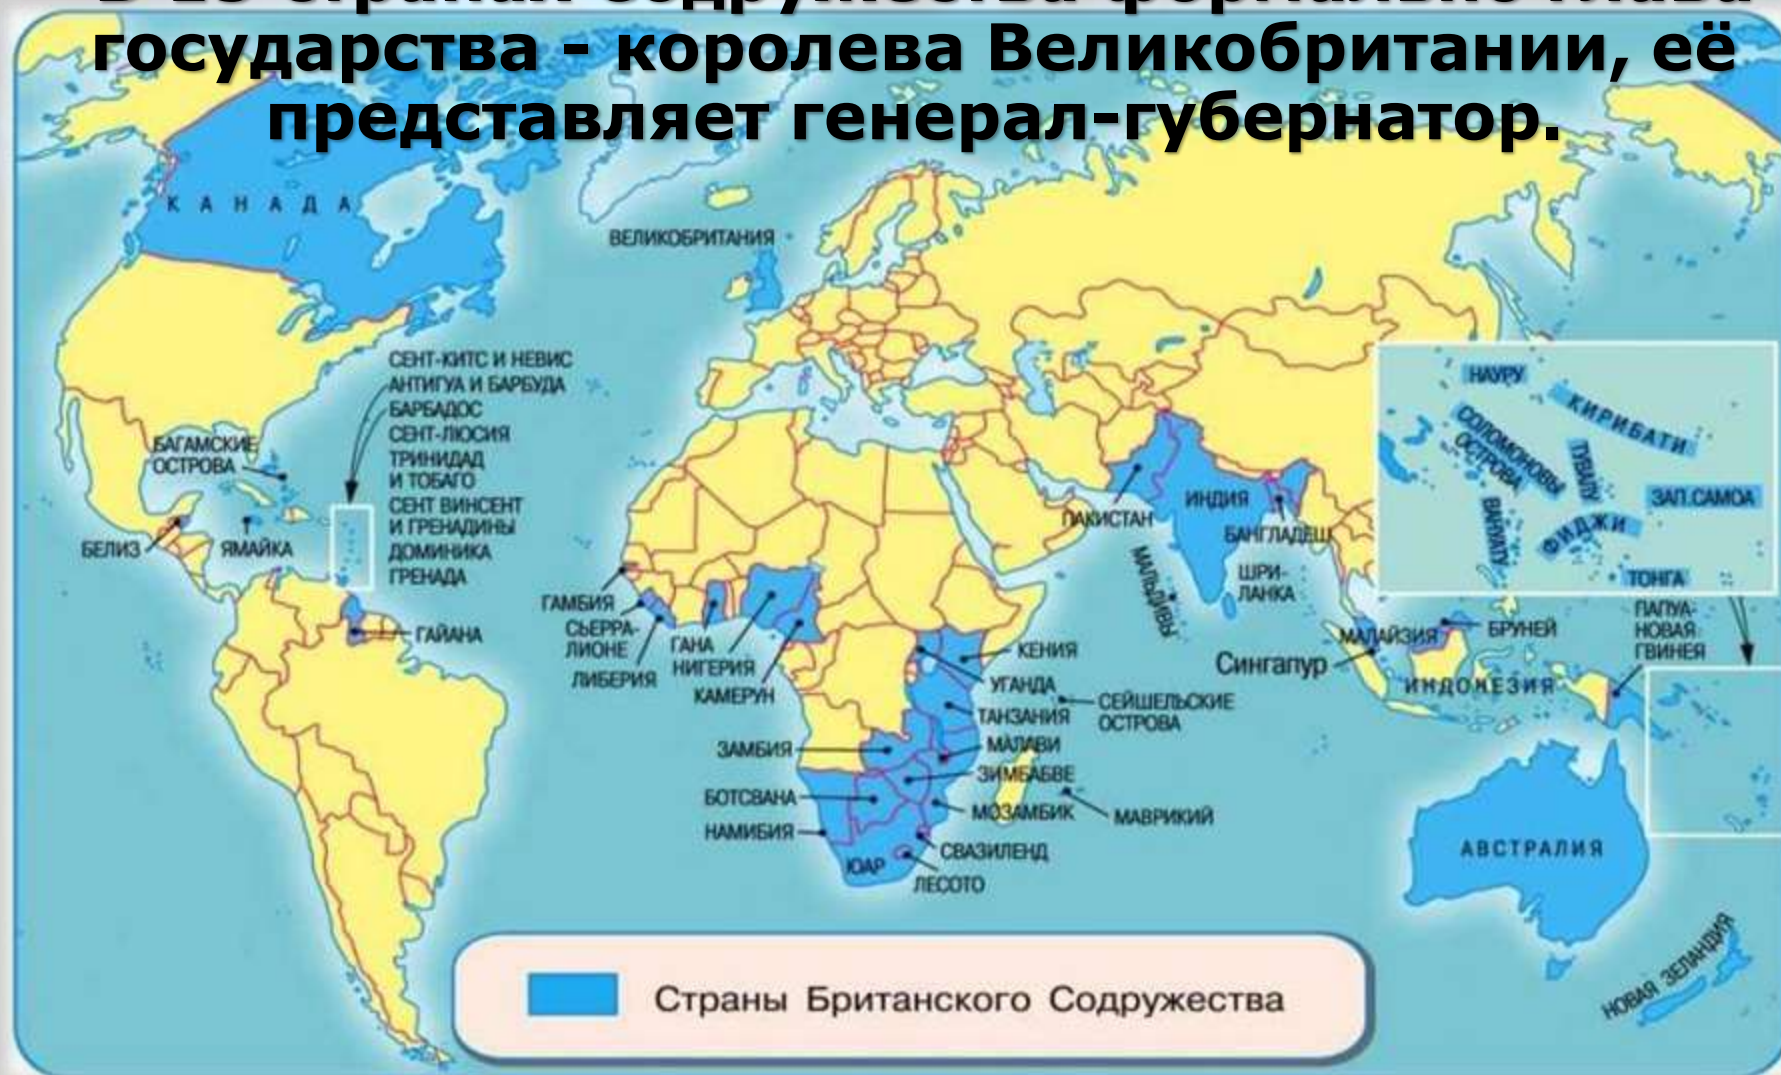 государства - королева Великобритании, её
представляет генерал-губернатор.
КАНАДА
ВЕЛИКОБРИТАНИЯ
СЕНТ-КИТС И НЕВИС
АНТИГУА И БАРБУДА
БАРБАДОС
СЕНТ-ЛЮСИЯ
ТРИНИДАД
И ТОБАГО
СЕНТ ВИНСЕНТ
И ГРЕНАДИНЫ
ДОМИНИКА
ГРЕНАДА
БАГАМСКИЕ
ОСТРОВА
БЕЛИЗ
ЯМАЙКА
ГАЙАНА
ГАМБИЯ
СЬЕРРА-
ЛИОНЕ
ЛИБЕРИЯ
ГАНА
НИГЕРИЯ
КАМЕРУН
КЕНИЯ
УГАНДА
ТАНЗАНИЯ
СЕЙШЕЛЬСКИЕ
ОСТРОВА
ЗАМБИЯ
МАЛАВИ
ЗИМБАБВЕ
БОТСВАНА
МОЗАМБИК
МАВРИКИЙ
НАМИБИЯ
ЮАР
СВАЗИЛЕНД
ЛЕСОТО
ПАКИСТАН
ИНДИЯ
БАНГЛАДЕШ
МАЛЬДИВЫ
ШРИ-
ЛАНКА
НАУРУ
КИРИБАТИ
СОЛОМОНОВЫ
ОСТРОВА
ТУВАЛУ
ЗАП.САМОА
ВАНУАТУ
ФИДЖИ
ТОНГА
МАЛАЙЗИЯ
БРУНЕЙ
Сингапур
ИНДОНЕЗИЯ
ПАПУА-
НОВАЯ
ГВИНЕЯ
АВСТРАЛИЯ
НОВАЯ ЗЕЛАНДИЯ
Страны Британского Содружества